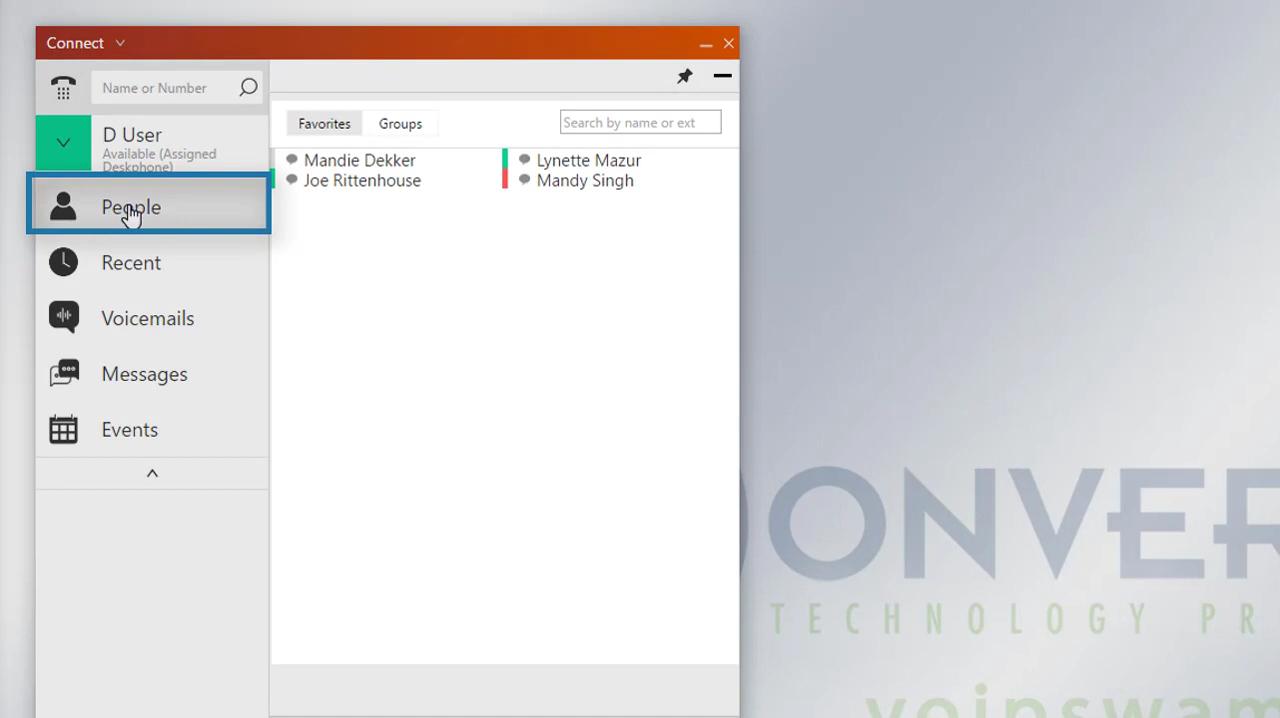 Connect
Name or Number
D User
Available (Assigned
Deskphone)
People
Recent
Voicemails
Messages
Events
Favorites
Groups
Search by name or ext
Mandie Dekker
Lynette Mazur
Joe Rittenhouse
Mandy Singh
ONVER
TECHNOLOGY PR
voipswam